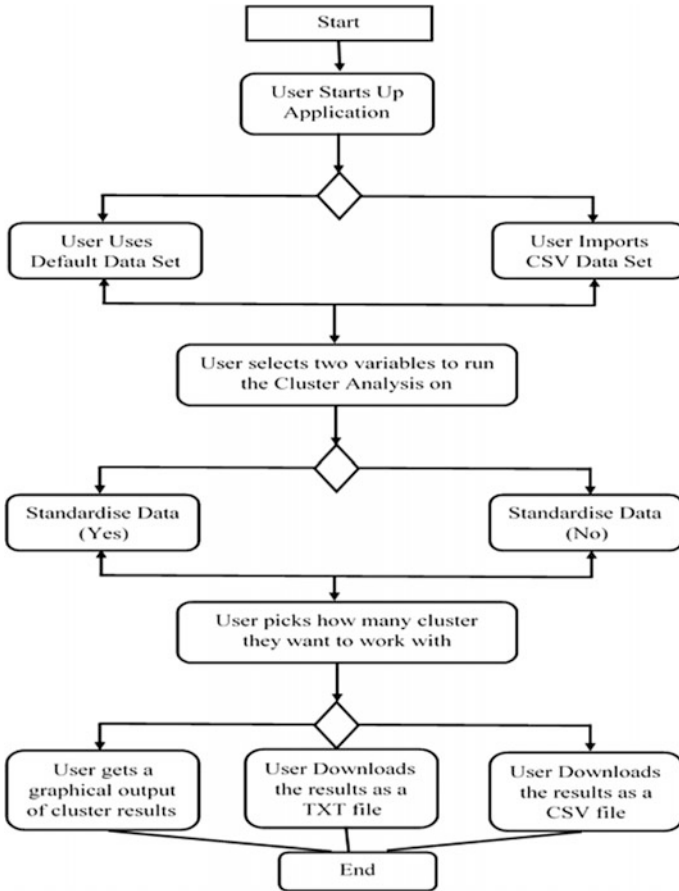 Start
User Starts Up
Application
User Uses
Default Data Set
User Imports
CSV Data Set
User selects two variables to run
the Cluster Analysis on
Standardise Data
(Yes)
Standardise Data
(No)
User picks how many cluster
they want to work with
User gets a
graphical output
of cluster results
User Downloads
the results as a
TXT file
User Downloads
the results as a
CSV file
End